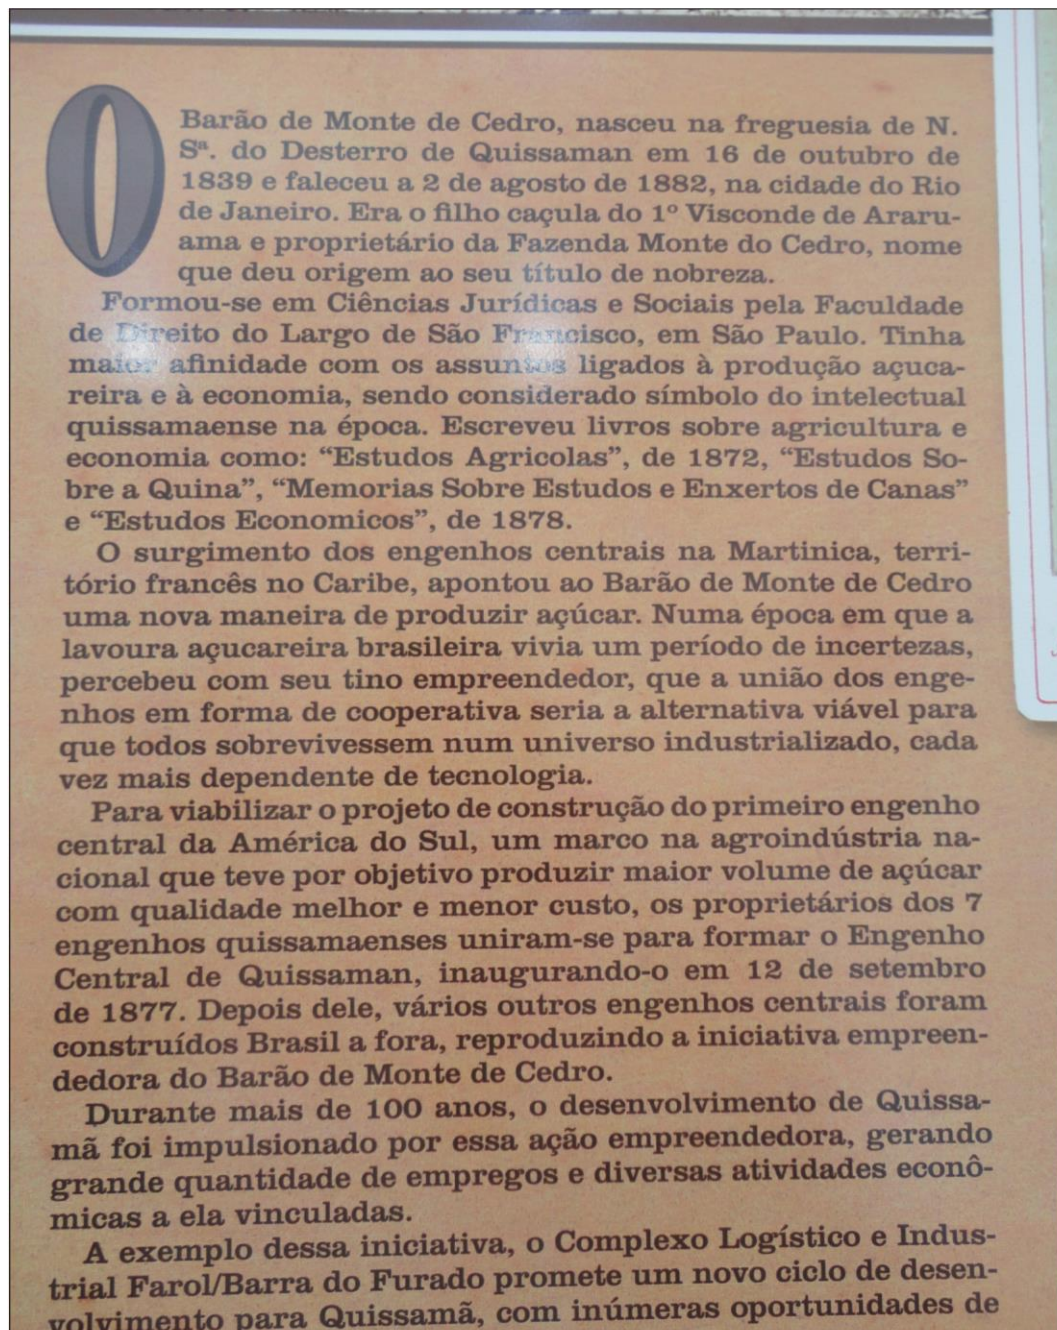 O Barão de Monte de Cedro, nasceu na freguesia de N.
Sª. do Desterro de Quissaman em 16 de outubro de
1839 e faleceu a 2 de agosto de 1882, na cidade do Rio
de Janeiro. Era o filho caçula do 1º Visconde de Araru-
ama e proprietário da Fazenda Monte do Cedro, nome
que deu origem ao seu título de nobreza.
Formou-se em Ciências Jurídicas e Sociais pela Faculdade
de Direito do Largo de São Francisco, em São Paulo. Tinha
maior afinidade com os assuntos ligados à produção açuca-
reira e à economia, sendo considerado símbolo do intelectual
quissamaense na época. Escreveu livros sobre agricultura e
economia como: “Estudos Agricolas”, de 1872, “Estudos So-
bre a Quina”, “Memorias Sobre Estudos e Enxertos de Canas”
e “Estudos Economicos”, de 1878.
O surgimento dos engenhos centrais na Martinica, terri-
tório francês no Caribe, apontou ao Barão de Monte de Cedro
uma nova maneira de produzir açúcar. Numa época em que a
lavoura açucareira brasileira vivia um período de incertezas,
percebeu com seu tino empreendedor, que a união dos enge-
nhos em forma de cooperativa seria a alternativa viável para
que todos sobrevivessem num universo industrializado, cada
vez mais dependente de tecnologia.
Para viabilizar o projeto de construção do primeiro engenho
central da América do Sul, um marco na agroindústria na-
cional que teve por objetivo produzir maior volume de açúcar
com qualidade melhor e menor custo, os proprietários dos 7
engenhos quissamaenses uniram-se para formar o Engenho
Central de Quissaman, inaugurando-o em 12 de setembro
de 1877. Depois dele, vários outros engenhos centrais foram
construídos Brasil a fora, reproduzindo a iniciativa empreen-
dedora do Barão de Monte de Cedro.
Durante mais de 100 anos, o desenvolvimento de Quissa-
mã foi impulsionado por essa ação empreendedora, gerando
grande quantidade de empregos e diversas atividades econô-
micas a ela vinculadas.
A exemplo dessa iniciativa, o Complexo Logístico e Indus-
trial Farol/Barra do Furado promete um novo ciclo de desen-
volvimento para Quissamã, com inúmeras oportunidades de